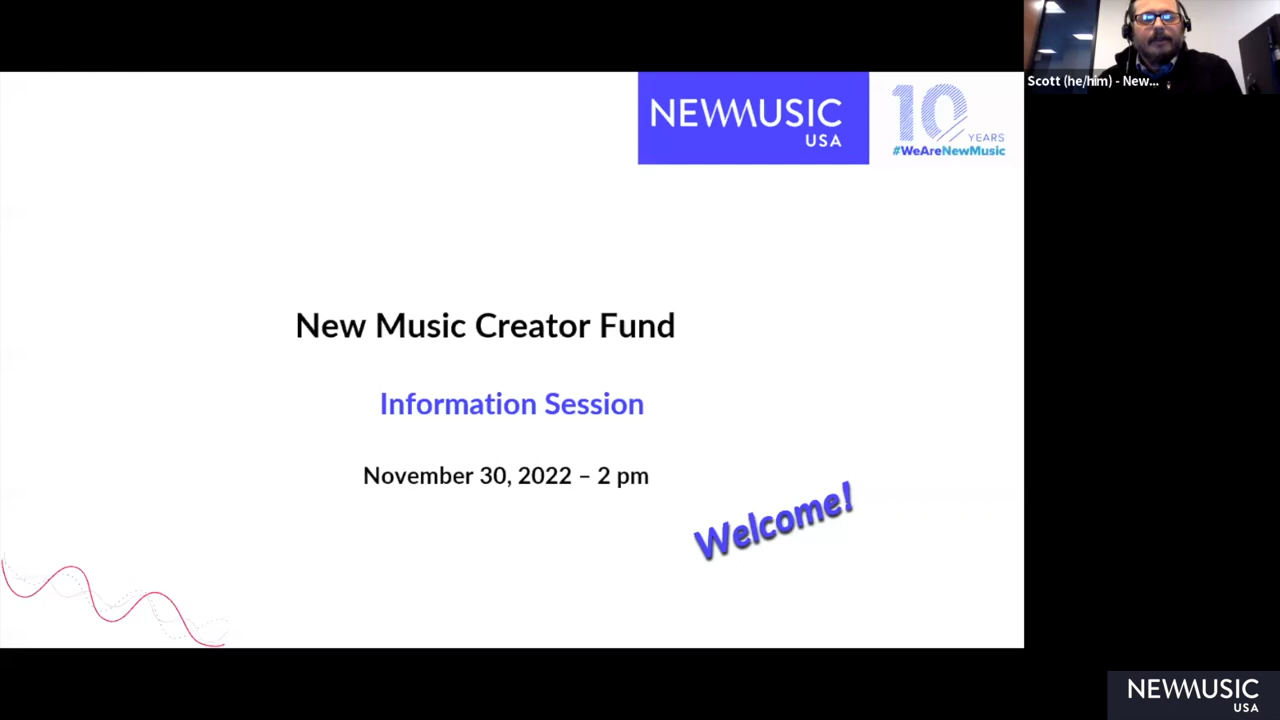 NEWMUSIC
USA
10
YEARS
#WeAreNewMusic
Scott (he/him) - New...
New Music Creator Fund
Information Session
November 30, 2022 – 2 pm
Welcome!
NEWMUSIC
USA